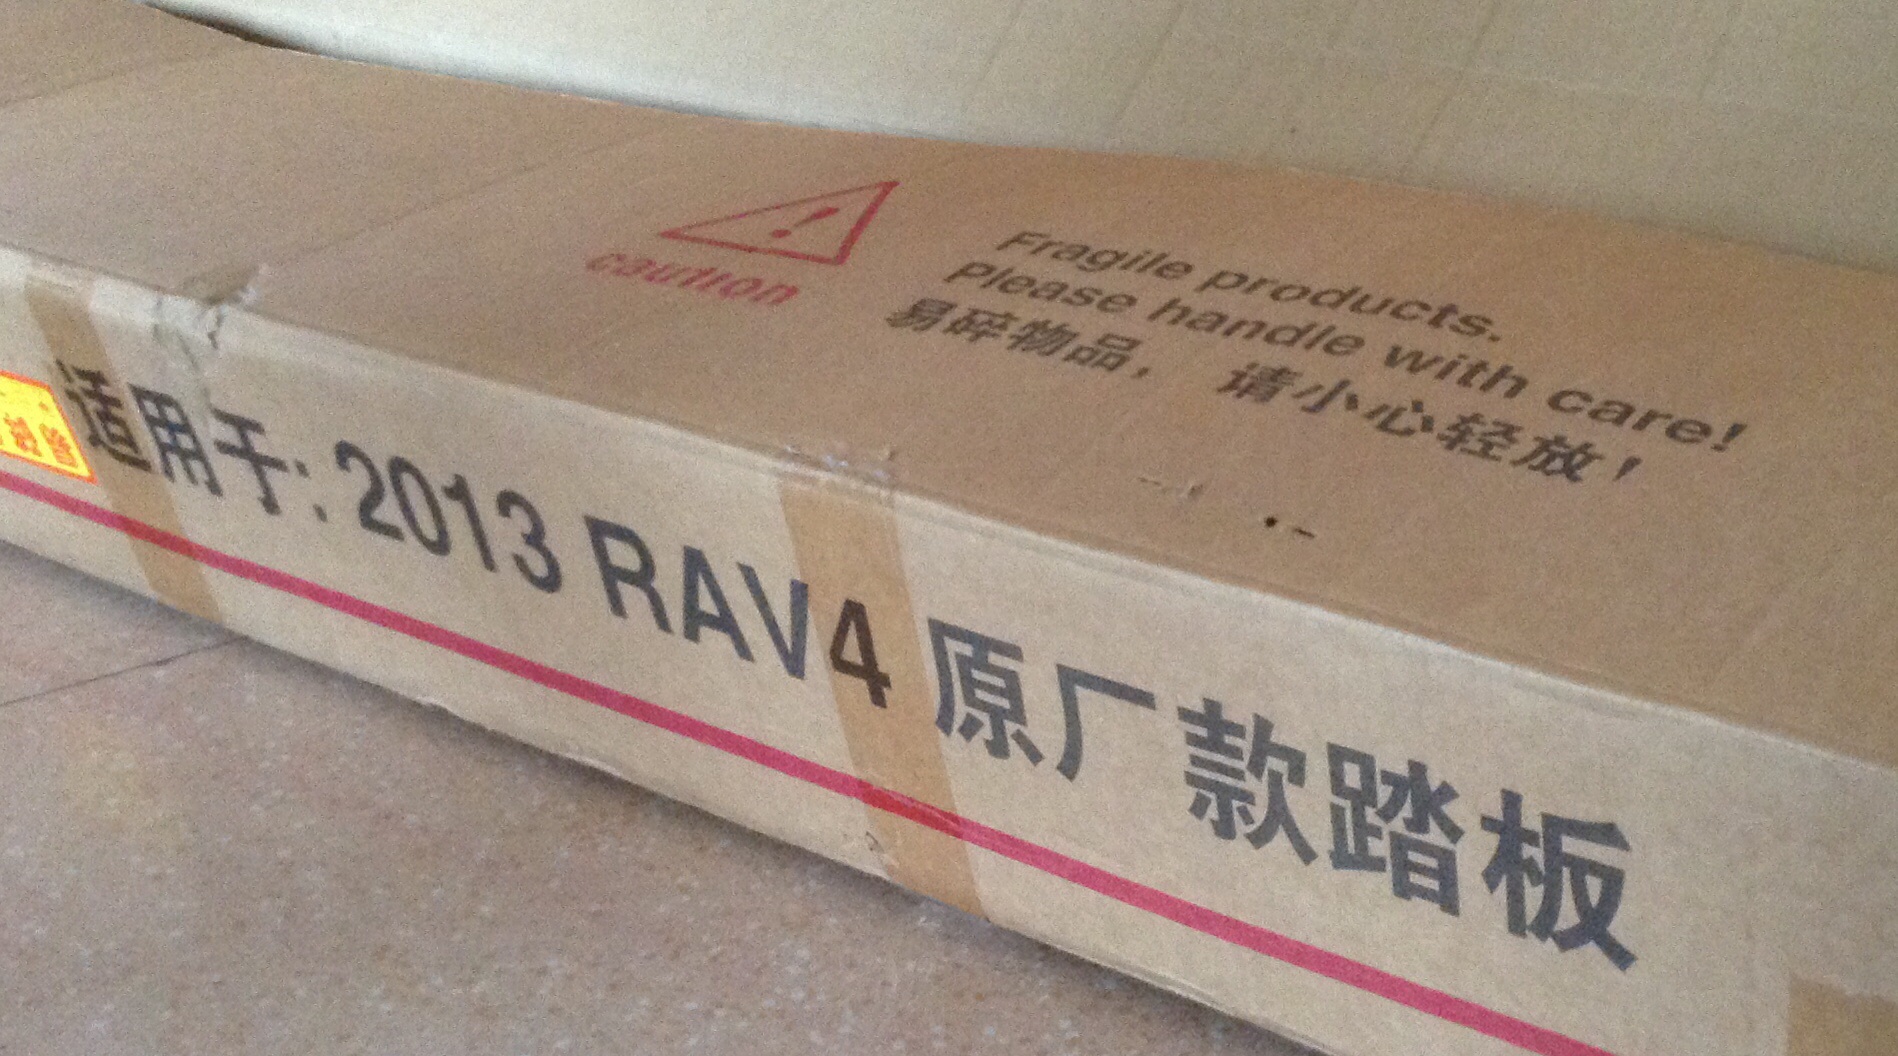 caution
Fragile products.
Please handle with care!
易碎物品， 请小心轻放！
适用于: 2013 RAV4 原厂款踏板